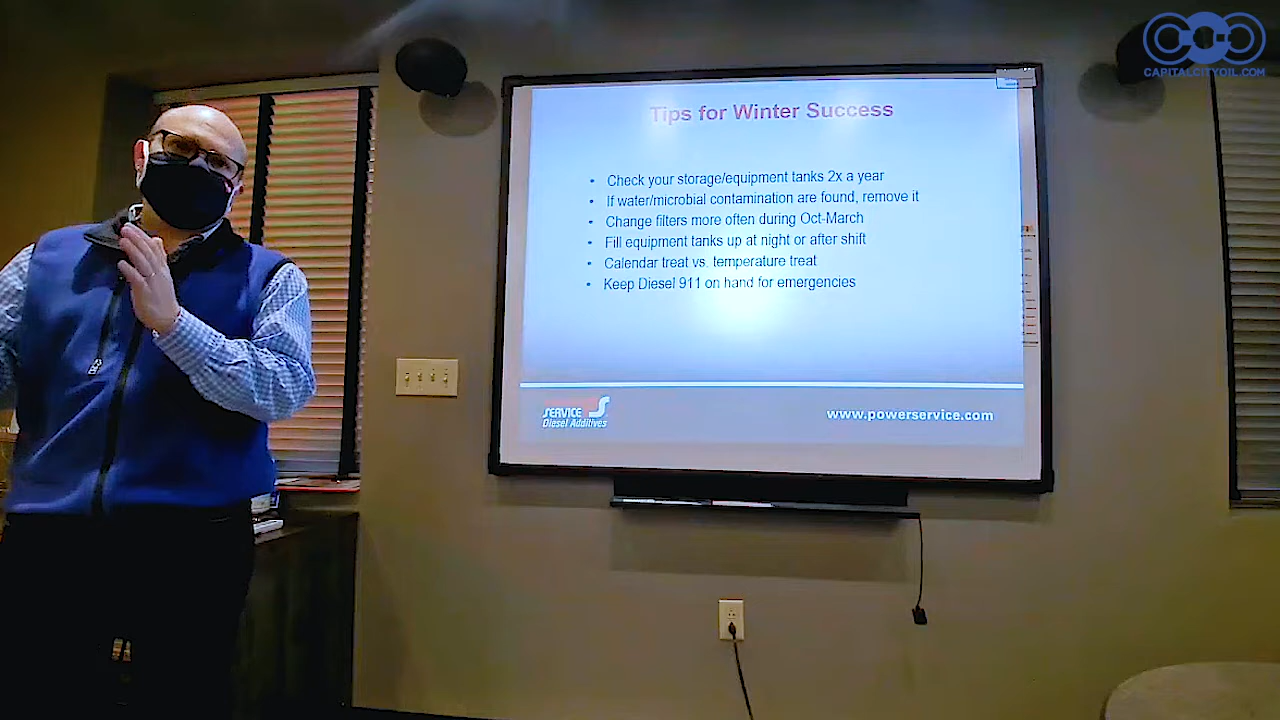 CAPITALCITYOIL.COM
Tips for Winter Success
• Check your storage/equipment tanks 2x a year
• If water/microbial contamination are found, remove it
• Change filters more often during Oct-March
• Fill equipment tanks up at night or after shift
• Calendar treat vs. temperature treat
• Keep Diesel 911 on hand for emergencies
SERVICE
Diesel Additives
www.powerservice.com